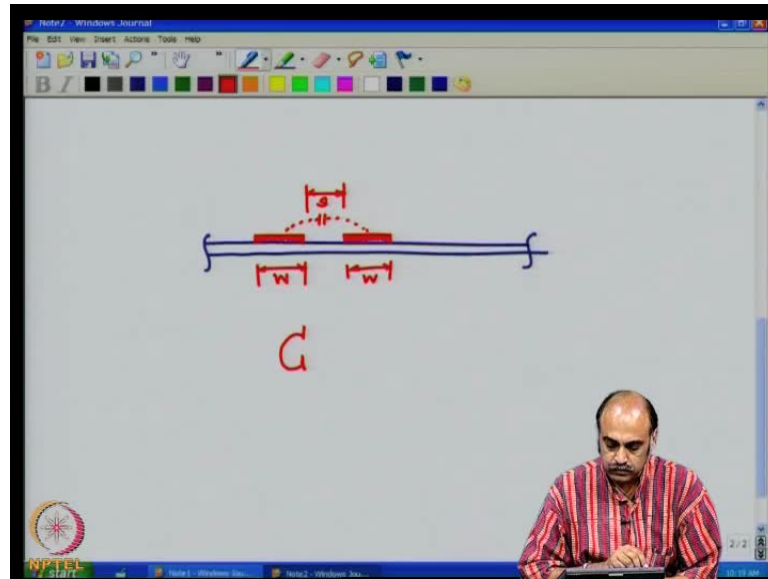 Note2 - Windows Journal
File Edit View Insert Actions Tools Help
B I
s
W W
C
2/2
NPTEL
start Note1 - Windows Jou... Note2 - Windows Jou... 10:19 AM